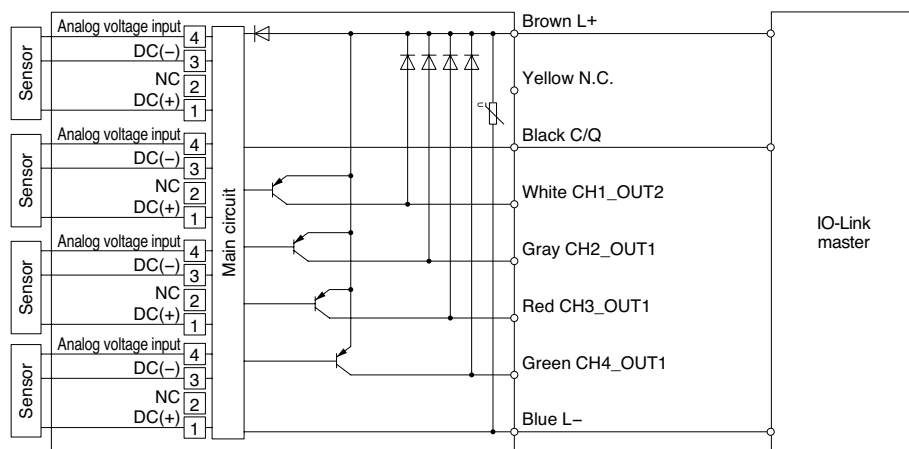 Sensor
Analog voltage input 4
DC(−) 3
NC 2
DC(+) 1
Sensor
Analog voltage input 4
DC(−) 3
NC 2
DC(+) 1
Sensor
Analog voltage input 4
DC(−) 3
NC 2
DC(+) 1
Sensor
Analog voltage input 4
DC(−) 3
NC 2
DC(+) 1
Main circuit
U
Brown L+
Yellow N.C.
Black C/Q
White CH1_OUT2
Gray CH2_OUT1
Red CH3_OUT1
Green CH4_OUT1
Blue L−
IO-Link
master